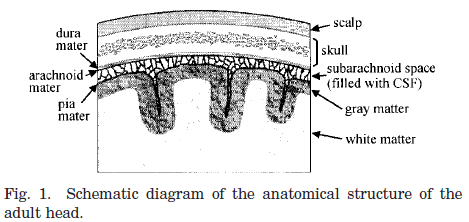 scalp
dura
mater
skull
arachnoid
mater
subarachnoid space
(filled with CSF)
pia
mater
gray matter
white matter
Fig. 1. Schematic diagram of the anatomical structure of the
adult head.